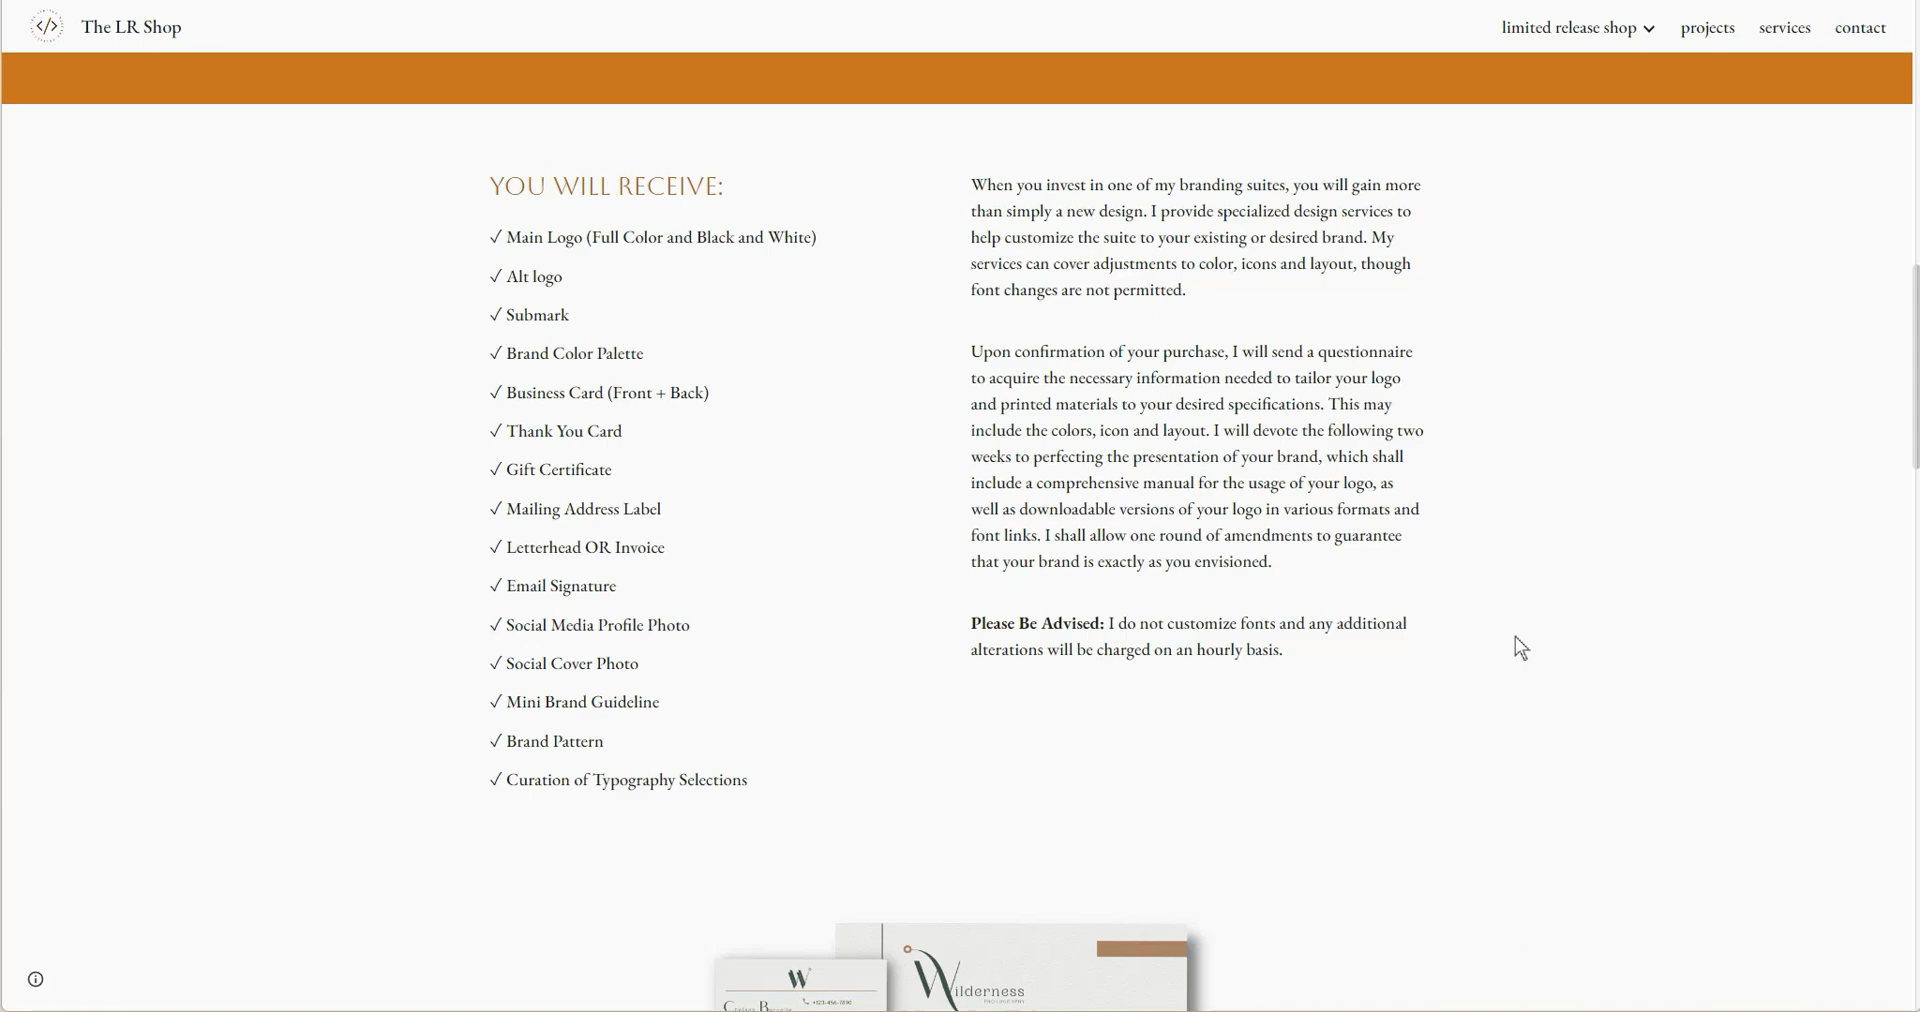 The LR Shop
limited release shop
projects
services
contact
YOU WILL RECEIVE:
✓ Main Logo (Full Color and Black and White)
✓ Alt logo
✓ Submark
✓ Brand Color Palette
✓ Business Card (Front + Back)
✓ Thank You Card
✓ Gift Certificate
✓ Mailing Address Label
✓ Letterhead OR Invoice
✓ Email Signature
✓ Social Media Profile Photo
✓ Social Cover Photo
✓ Mini Brand Guideline
✓ Brand Pattern
✓ Curation of Typography Selections
When you invest in one of my branding suites, you will gain more
than simply a new design. I provide specialized design services to
help customize the suite to your existing or desired brand. My
services can cover adjustments to color, icons and layout, though
font changes are not permitted.
Upon confirmation of your purchase, I will send a questionnaire
to acquire the necessary information needed to tailor your logo
and printed materials to your desired specifications. This may
include the colors, icon and layout. I will devote the following two
weeks to perfecting the presentation of your brand, which shall
include a comprehensive manual for the usage of your logo, as
well as downloadable versions of your logo in various formats and
font links. I shall allow one round of amendments to guarantee
that your brand is exactly as you envisioned.
Please Be Advised: I do not customize fonts and any additional
alterations will be charged on an hourly basis.
W
+123-456-7890
Wilderness